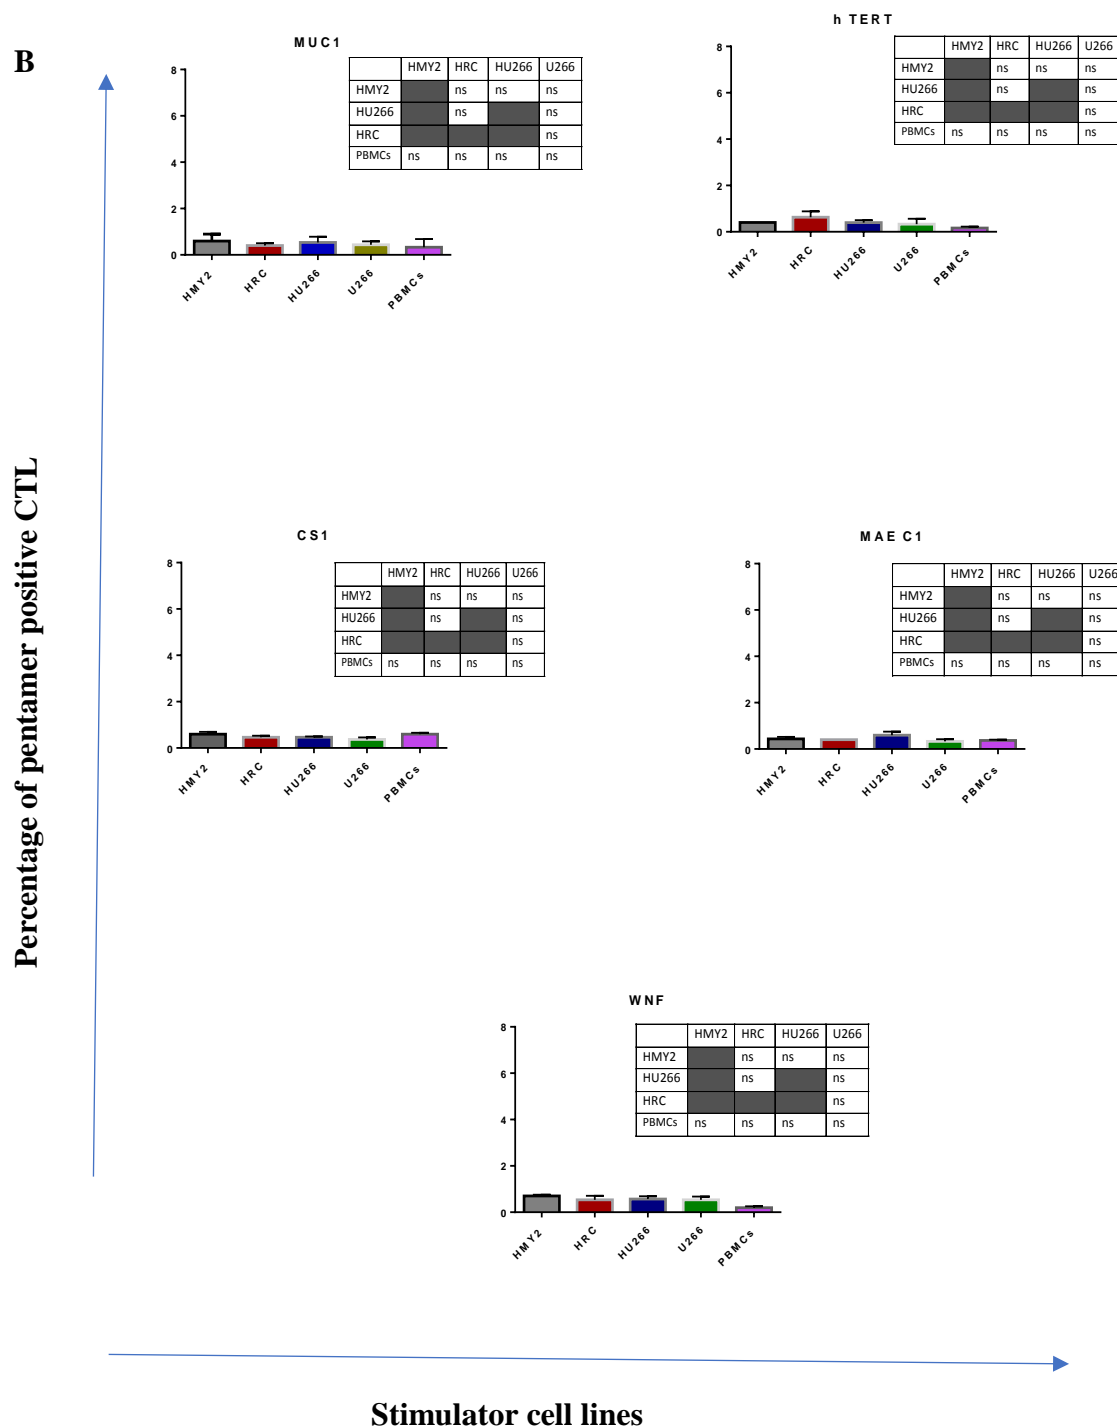 B
Percentage of pentamer positive CTL
MUC1
8
6
4
2
0
HMY2 HRC HU266 U266 PBMCs
HMY2 HRC HU266 U266
HMY2 ns ns ns
HU266 ns ns
HRC ns
PBMCs ns ns ns ns
h TERT
8
6
4
2
0
HMY2 HRC HU266 U266 PBMCs
HMY2 HRC HU266 U266
HMY2 ns ns ns
HU266 ns ns
HRC ns
PBMCs ns ns ns ns
CS1
8
6
4
2
0
HMY2 HRC HU266 U266 PBMCs
HMY2 HRC HU266 U266
HMY2 ns ns ns
HU266 ns ns
HRC ns
PBMCs ns ns ns ns
MAE C1
8
6
4
2
0
HMY2 HRC HU266 U266 PBMCs
HMY2 HRC HU266 U266
HMY2 ns ns ns
HU266 ns ns
HRC ns
PBMCs ns ns ns ns
WNF
8
6
4
2
0
HMY2 HRC HU266 U266 PBMCs
HMY2 HRC HU266 U266
HMY2 ns ns ns
HU266 ns ns
HRC ns
PBMCs ns ns ns ns
Stimulator cell lines